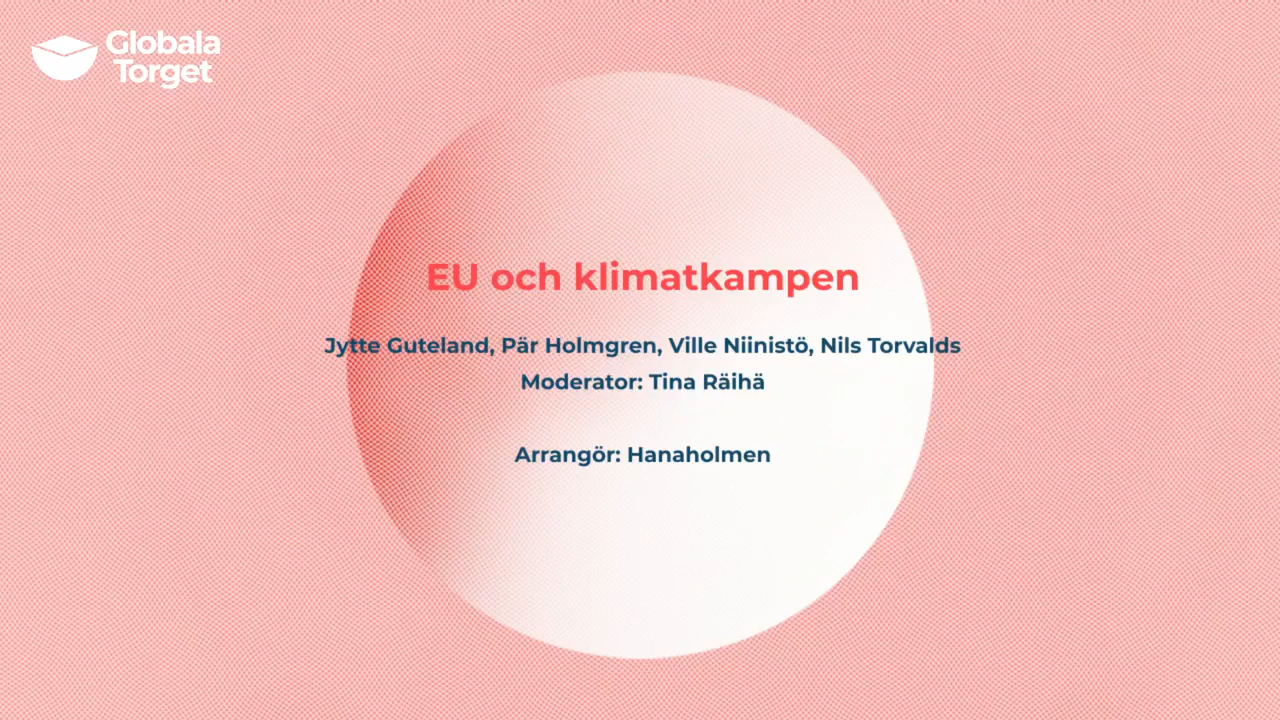 Globala
Torget
EU och klimatkampen
Jytte Guteland, Pär Holmgren, Ville Niinistö, Nils Torvalds
Moderator: Tina Räihä
Arrangör: Hanaholmen